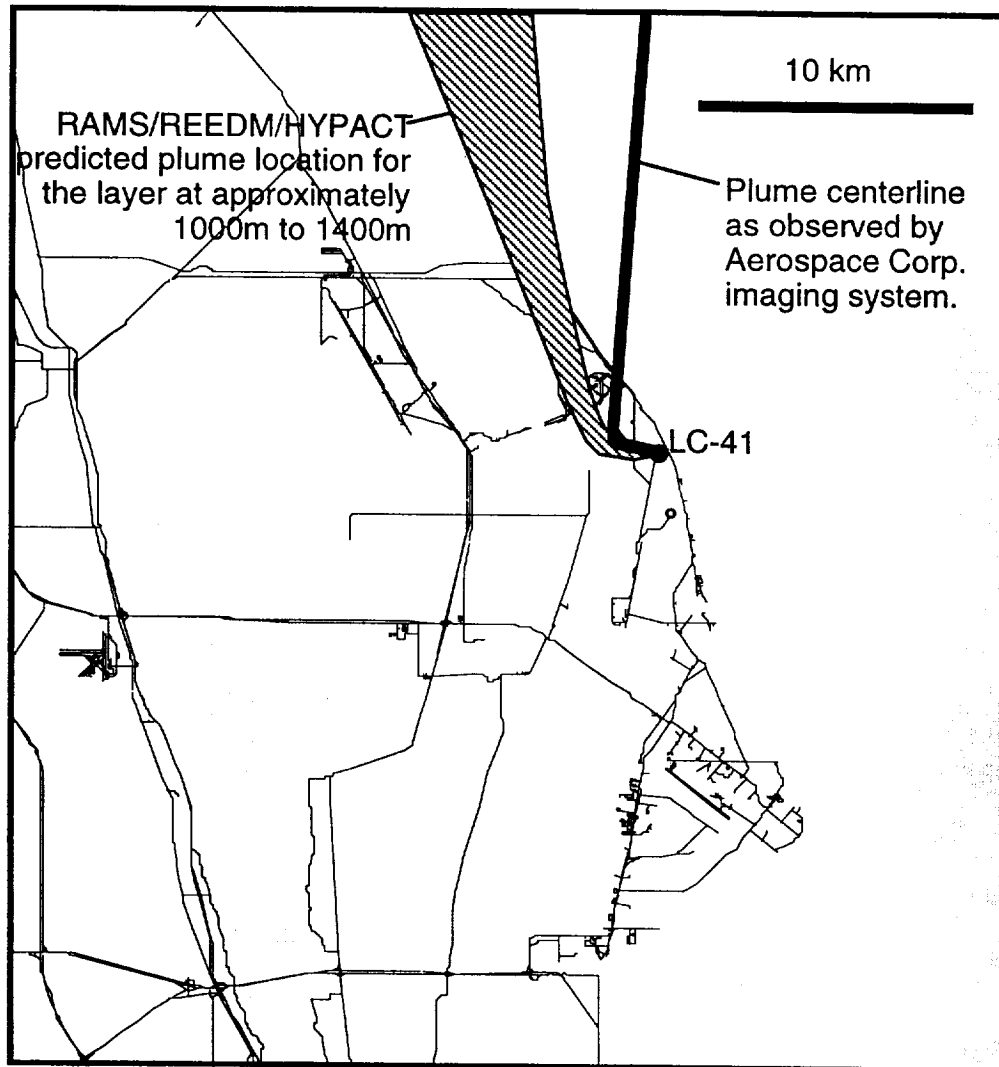 10 km
RAMS/REEDM/HYPACT
predicted plume location for
the layer at approximately
1000m to 1400m
Plume centerline
as observed by
Aerospace Corp.
imaging system.
LC-41